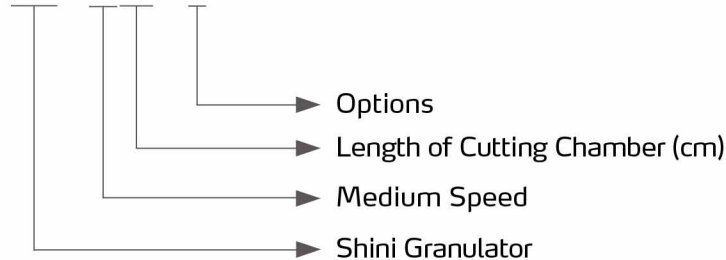 Options
Length of Cutting Chamber (cm)
Medium Speed
Shini Granulator